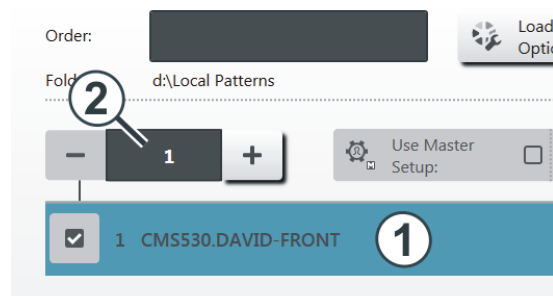 Order:
Load
Optio
Fold
d:\Local Patterns
2
− 1 +
Use Master
Setup:
1 CMS530.DAVID-FRONT
1